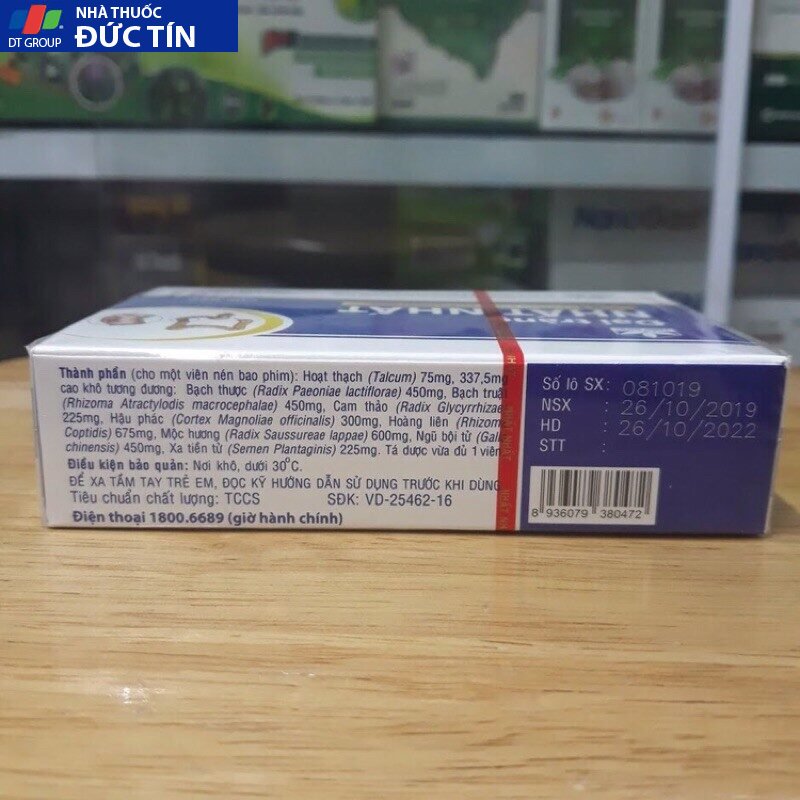 DT GROUP
NHÀ THUỐC
ĐỨC TÍN
NHẤT NHẤT
Thành phần (cho một viên nén bao phim): Hoạt thạch (Talcum) 75mg, 337,5mg
cao khô tương đương: Bạch thược (Radix Paeoniae lactiflorae) 450mg, Bạch truật
(Rhizoma Atractylodis macrocephalae) 450mg, Cam thảo (Radix Glycyrrhizae
225mg, Hậu phác (Cortex Magnoliae officinalis) 300mg, Hoàng liên (Rhizom
Coptidis) 675mg, Mộc hương (Radix Saussureae lappae) 600mg, Ngũ bội tử (Gall
chinensis) 450mg, Xa tiền tử (Semen Plantaginis) 225mg. Tá dược vừa đủ 1 viên
Điều kiện bảo quản: Nơi khô, dưới 30°C.
ĐỂ XA TẦM TAY TRẺ EM, ĐỌC KỸ HƯỚNG DẪN SỬ DỤNG TRƯỚC KHI DÙNG
Tiêu chuẩn chất lượng: TCCS SĐK: VD-25462-16
Điện thoại 1800.6689 (giờ hành chính)
NHẤT NHẤT
Số lô SX: 081019
NSX : 26/10/2019
HD : 26/10/2022
STT :
8 936079 380472